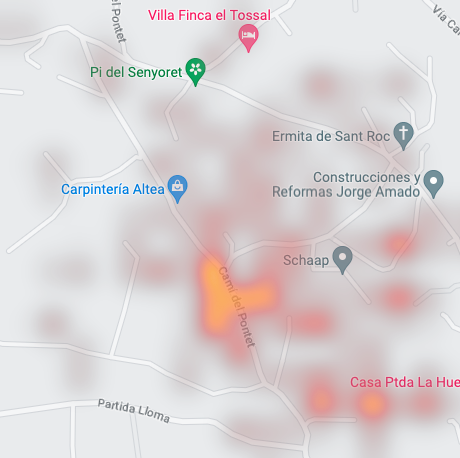 del Pontet
Villa Finca el Tossal
Via Ca
Pi del Senyoret
Ermita de Sant Roc
Construcciones y
Reformas Jorge Amado
Carpintería Altea
Schaap
Camí del Pontet
Casa Ptda La Hue
Partida Lloma